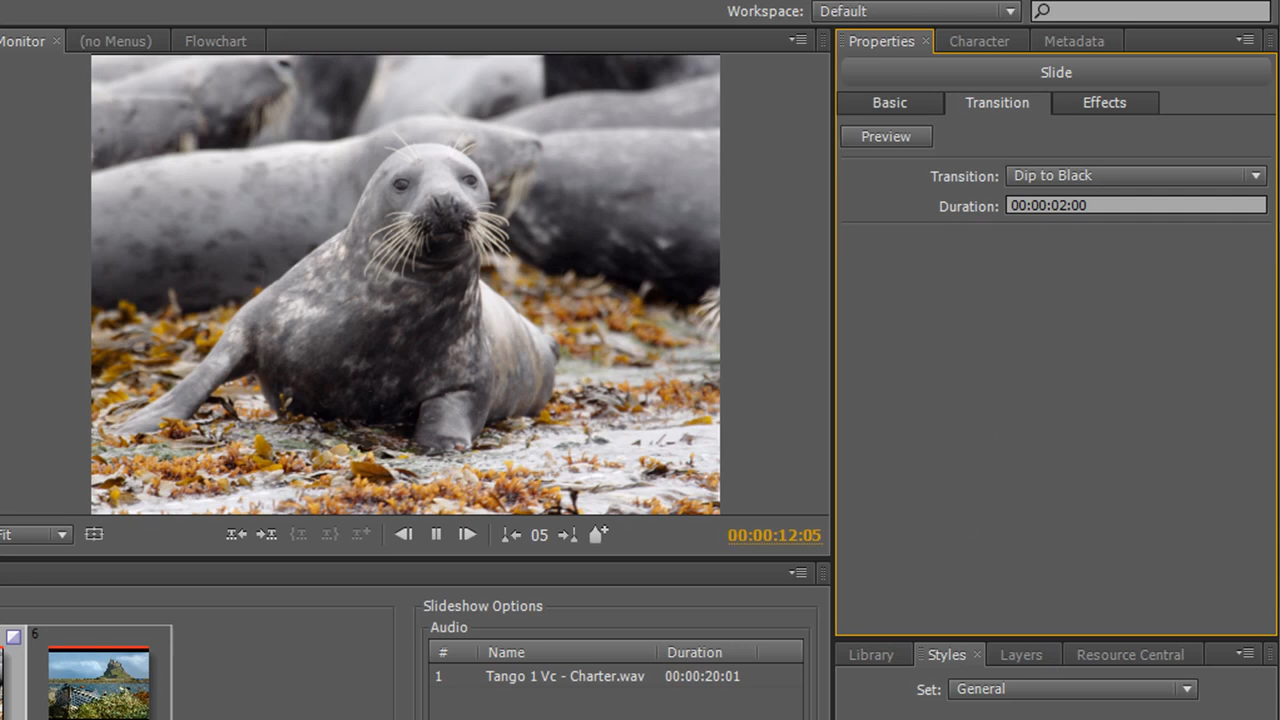 Workspace: Default
Monitor (no Menus) Flowchart
Properties Character Metadata
Slide
Basic Transition Effects
Preview
Transition: Dip to Black
Duration: 00:00:02:00
05 00:00:12:05
Slideshow Options
6
Audio
# Name Duration
1 Tango 1 Vc - Charter.wav 00:00:20:01
Library Styles Layers Resource Central
Set: General